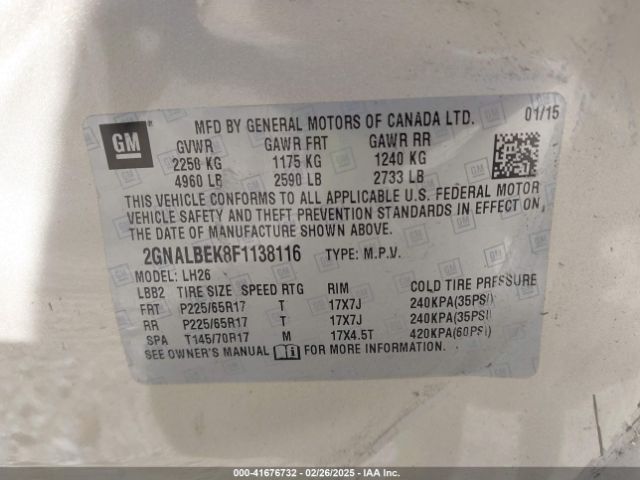 GM
MFD BY GENERAL MOTORS OF CANADA LTD. 01/15
GVWR GAWR FRT GAWR RR
2250 KG 1175 KG 1240 KG
4960 LB 2590 LB 2733 LB
THIS VEHICLE CONFORMS TO ALL APPLICABLE U.S. FEDERAL MOTOR
VEHICLE SAFETY AND THEFT PREVENTION STANDARDS IN EFFECT ON
THE DATE OF MANUFACTURE SHOWN ABOVE.
2GNALBEK8F1138116 TYPE: M.P.V.
MODEL: LH26
LBB2 TIRE SIZE SPEED RTG RIM COLD TIRE PRESSURE
FRT P225/65R17 T 17X7J 240KPA(35PSI)
RR P225/65R17 T 17X7J 240KPA(35PSI)
SPA T145/70R17 M 17X4.5T 420KPA(60PSI)
SEE OWNER'S MANUAL FOR MORE INFORMATION.
000-41676732 - 02/26/2025 - IAA Inc.